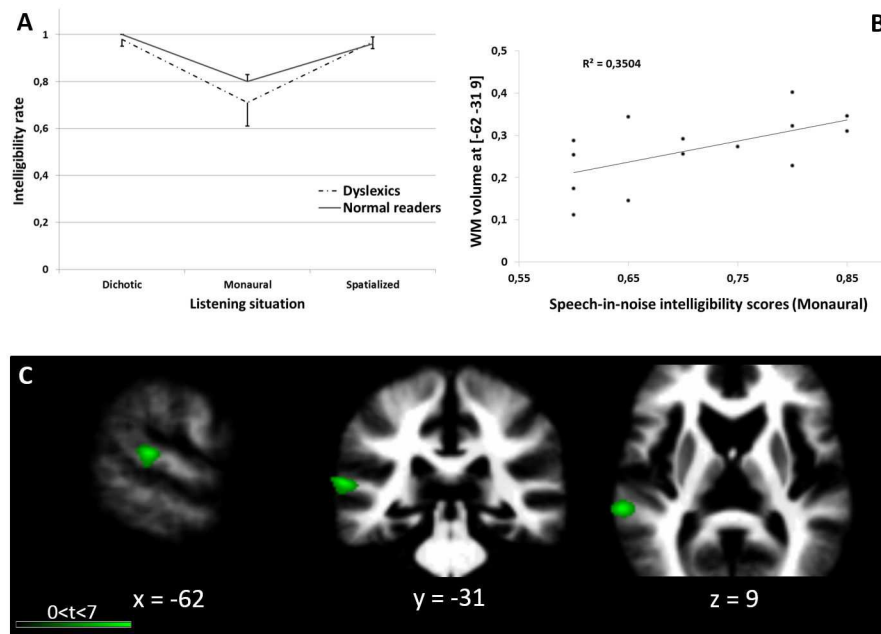 A
1
0,8
0,6
0,4
0,2
0
Intelligibility rate
Dyslexics
Normal readers
Dichotic
Monaural
Spatialized
Listening situation
B
0,5
0,4
0,3
0,2
0,1
0
WM volume at [-62 -31 9]
R² = 0,3504
0,55
0,65
0,75
0,85
Speech-in-noise intelligibility scores (Monaural)
C
x = -62
y = -31
z = 9
0<t<7